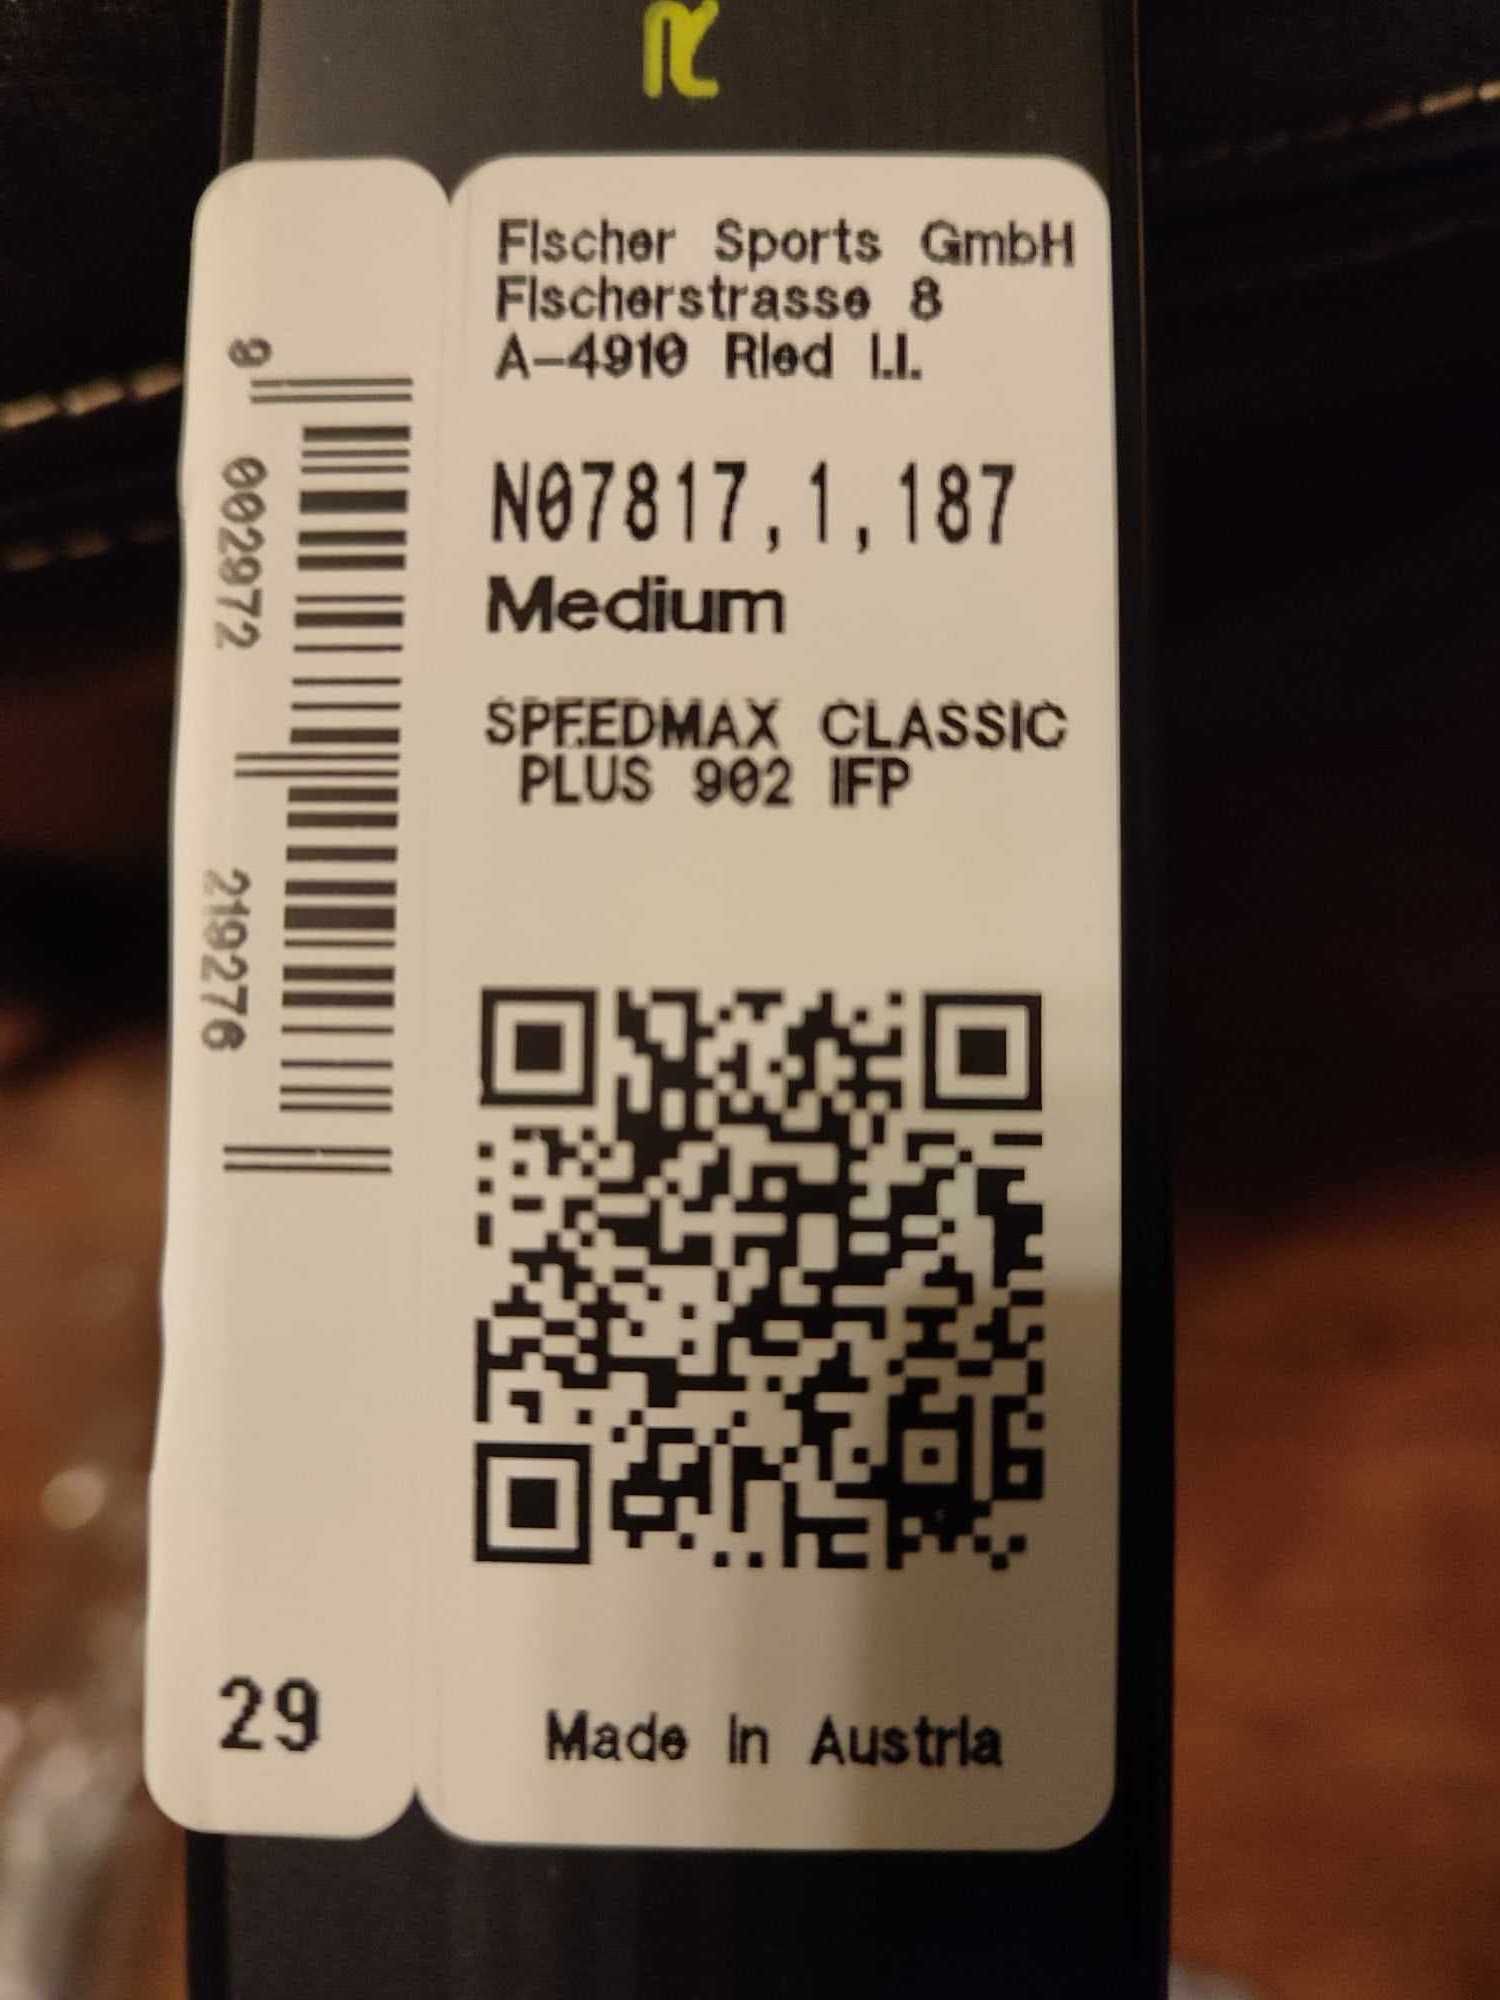 Fischer Sports GmbH
Fischerstrasse 8
A-4910 Ried I.I.
N07817,1,187
Medium
SPEEDMAX CLASSIC
PLUS 902 IFP
9 002972 219276
29
Made in Austria